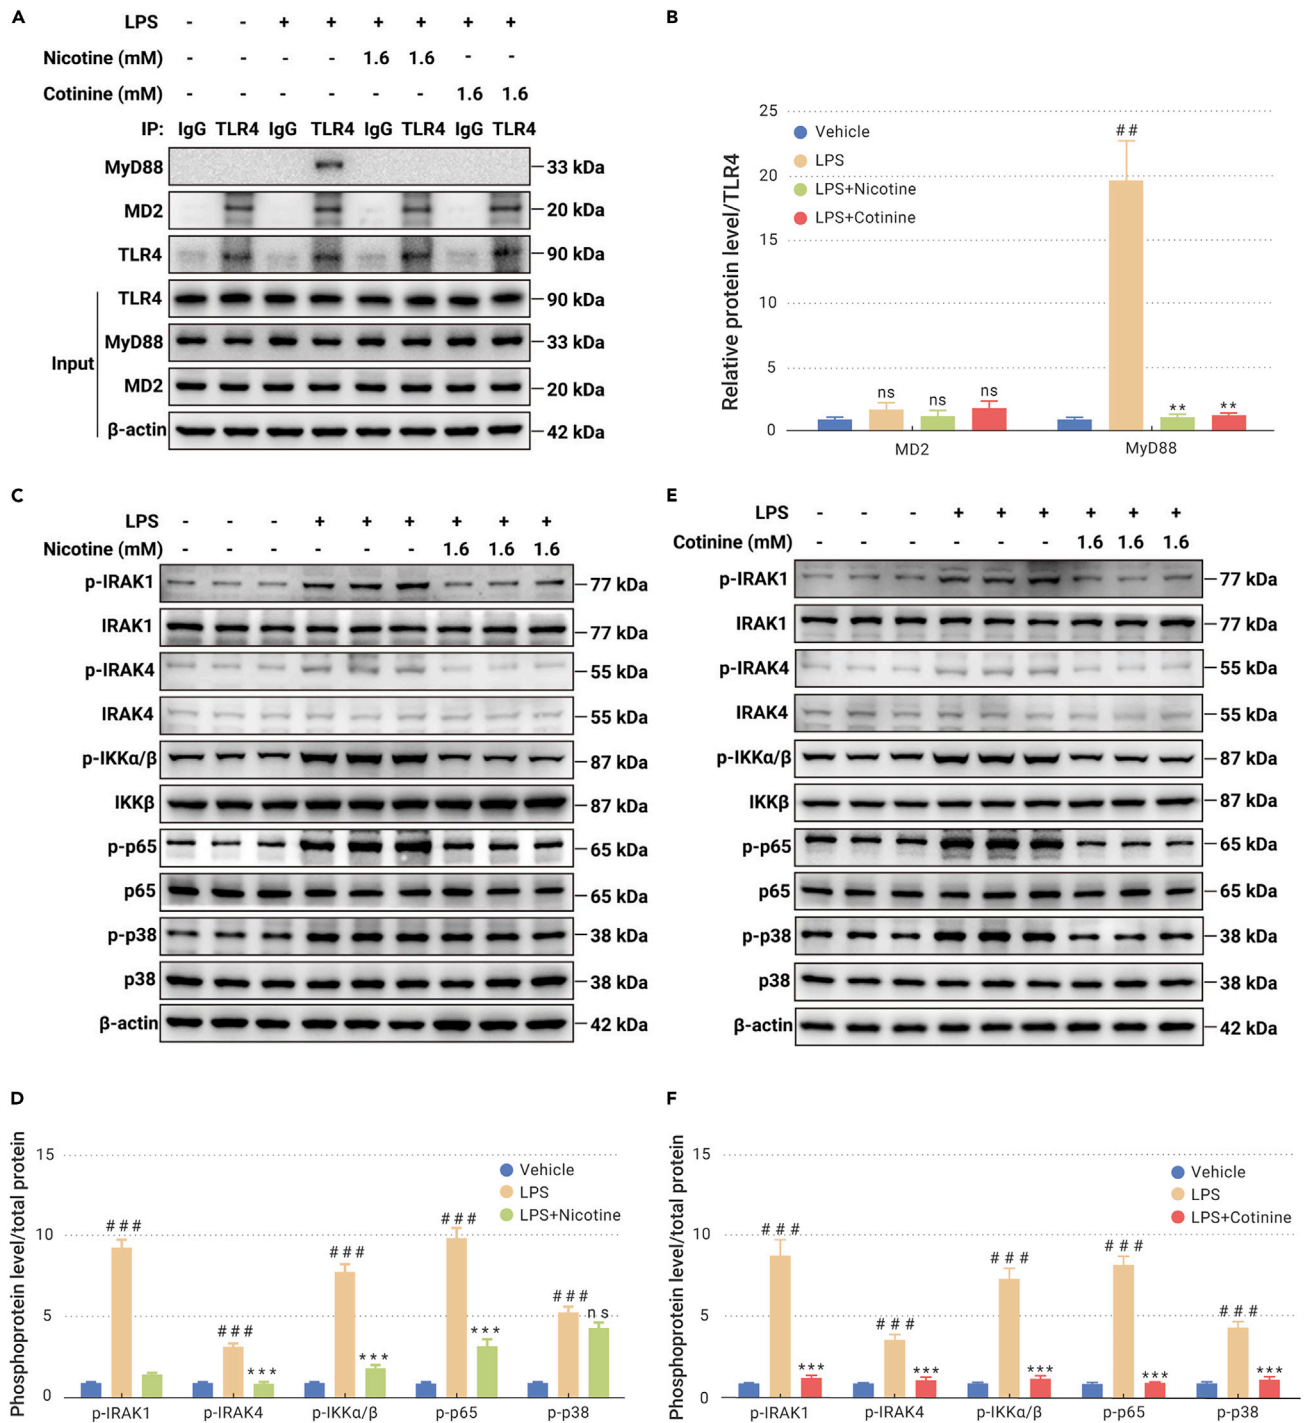 A
LPS - - + + + + + +
Nicotine (mM) - - - - 1.6 1.6 - -
Cotinine (mM) - - - - - - 1.6 1.6
IP: IgG TLR4 IgG TLR4 IgG TLR4 IgG TLR4
MyD88 33 kDa
MD2 20 kDa
TLR4 90 kDa
Input
TLR4 90 kDa
MyD88 33 kDa
MD2 20 kDa
β-actin 42 kDa
B
Relative protein level/TLR4
25
20
15
10
5
0
Vehicle
LPS
LPS+Nicotine
LPS+Cotinine
ns ns ns
## ** **
MD2 MyD88
C
LPS - - - + + + + + +
Nicotine (mM) - - - - - - 1.6 1.6 1.6
p-IRAK1 77 kDa
IRAK1 77 kDa
p-IRAK4 55 kDa
IRAK4 55 kDa
p-IKKα/β 87 kDa
IKKβ 87 kDa
p-p65 65 kDa
p65 65 kDa
p-p38 38 kDa
p38 38 kDa
β-actin 42 kDa
E
LPS - - - + + + + + +
Cotinine (mM) - - - - - - 1.6 1.6 1.6
p-IRAK1 77 kDa
IRAK1 77 kDa
p-IRAK4 55 kDa
IRAK4 55 kDa
p-IKKα/β 87 kDa
IKKβ 87 kDa
p-p65 65 kDa
p65 65 kDa
p-p38 38 kDa
p38 38 kDa
β-actin 42 kDa
D
Phosphoprotein level/total protein
15
10
5
0
Vehicle
LPS
LPS+Nicotine
###
### ***
### ***
### ***
### ns
p-IRAK1 p-IRAK4 p-IKKα/β p-p65 p-p38
F
Phosphoprotein level/total protein
15
10
5
0
Vehicle
LPS
LPS+Cotinine
### ***
### ***
### ***
### ***
### ***
p-IRAK1 p-IRAK4 p-IKKα/β p-p65 p-p38